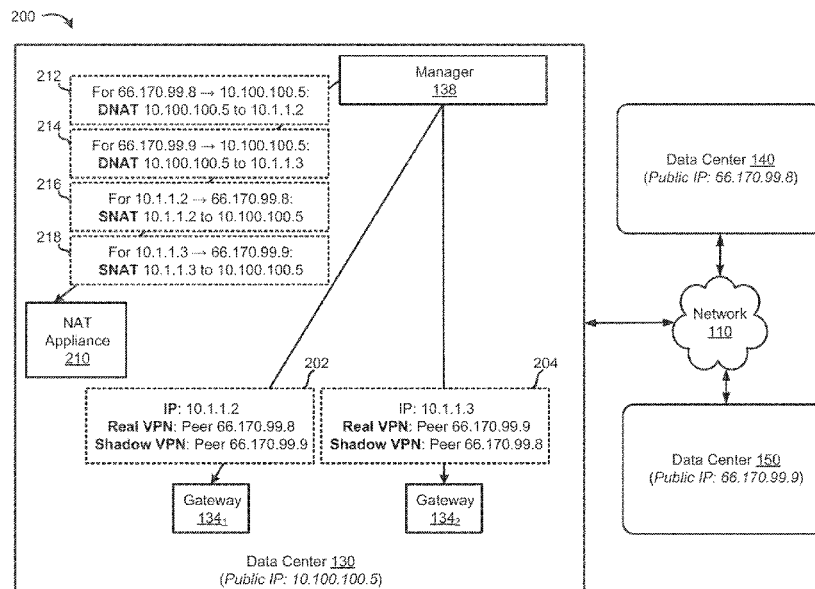 200
212
For 66.170.99.8 → 10.100.100.5:
DNAT 10.100.100.5 to 10.1.1.2
Manager
138
214
For 66.170.99.9 → 10.100.100.5:
DNAT 10.100.100.5 to 10.1.1.3
216
For 10.1.1.2 → 66.170.99.8:
SNAT 10.1.1.2 to 10.100.100.5
218
For 10.1.1.3 → 66.170.99.9:
SNAT 10.1.1.3 to 10.100.100.5
NAT
Appliance
210
202
IP: 10.1.1.2
Real VPN: Peer 66.170.99.8
Shadow VPN: Peer 66.170.99.9
204
IP: 10.1.1.3
Real VPN: Peer 66.170.99.9
Shadow VPN: Peer 66.170.99.8
Gateway
134₁
Gateway
134₂
Data Center 130
(Public IP: 10.100.100.5)
Data Center 140
(Public IP: 66.170.99.8)
Network
110
Data Center 150
(Public IP: 66.170.99.9)